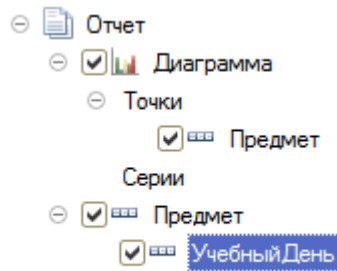 Отчет
Диаграмма
Точки
Предмет
Серии
Предмет
УчебныйДень